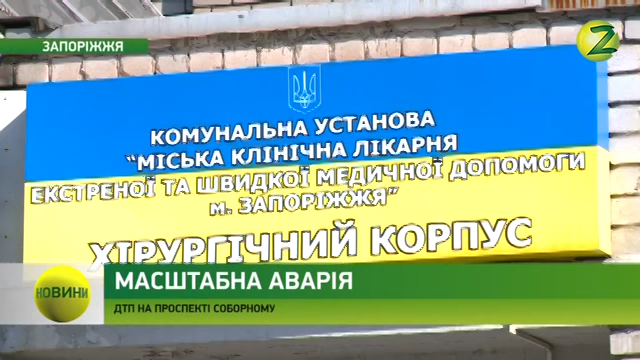 ЗАПОРІЖЖЯ
Z
КОМУНАЛЬНА УСТАНОВА
"МІСЬКА КЛІНІЧНА ЛІКАРНЯ
ЕКСТРЕНОЇ ТА ШВИДКОЇ МЕДИЧНОЇ ДОПОМОГИ
м. ЗАПОРІЖЖЯ"
ХІРУРГІЧНИЙ КОРПУС
НОВИНИ
МАСШТАБНА АВАРІЯ
ДТП НА ПРОСПЕКТІ СОБОРНОМУ